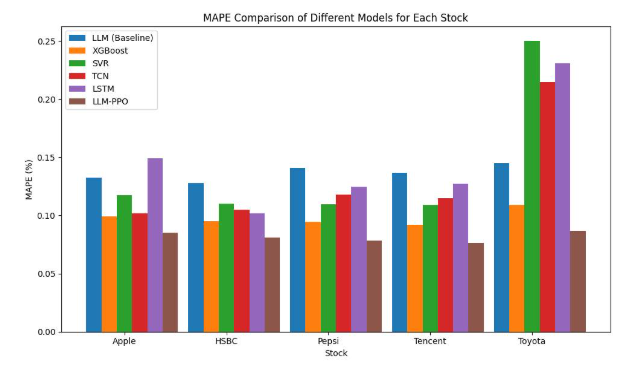 MAPE Comparison of Different Models for Each Stock
LLM (Baseline)
XGBoost
SVR
TCN
LSTM
LLM-PPO
MAPE (%)
0.25
0.20
0.15
0.10
0.05
0.00
Apple
HSBC
Pepsi
Tencent
Toyota
Stock